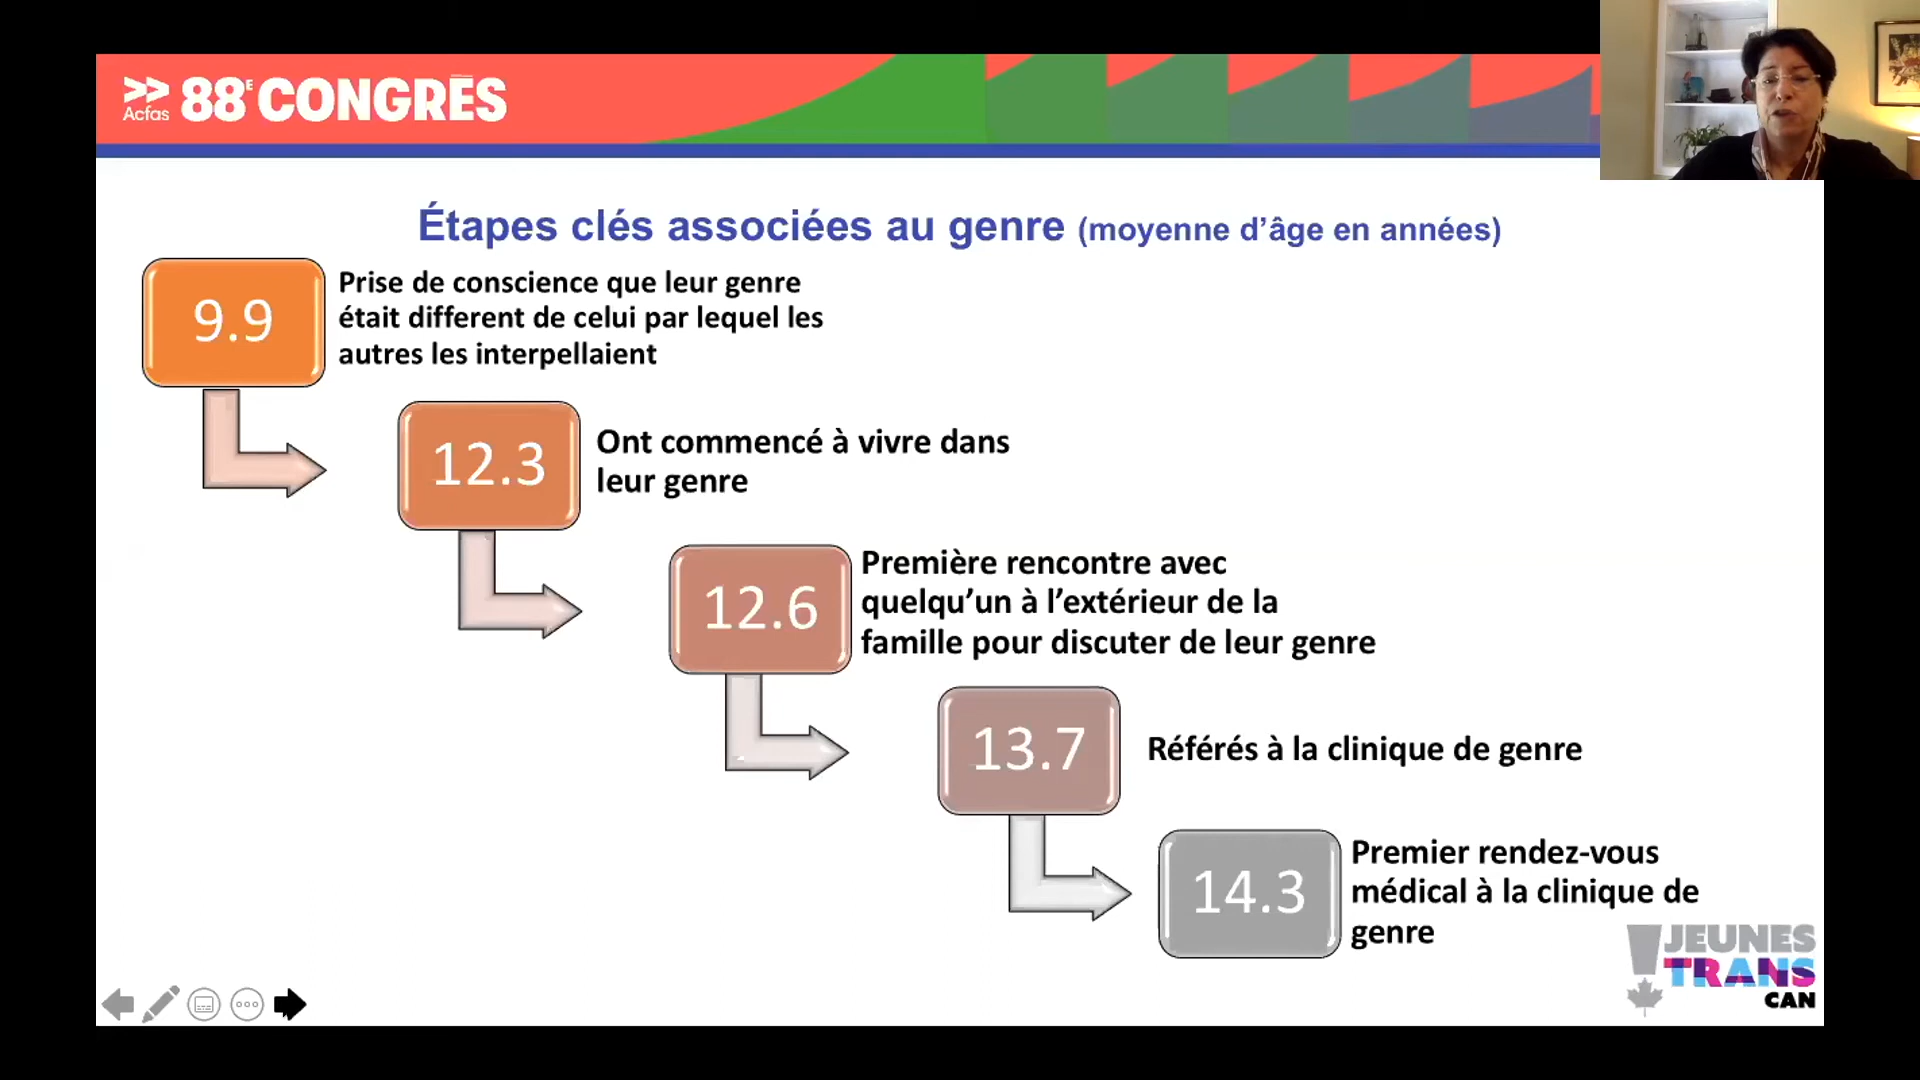 88E CONGRÈS
Acfas
Étapes clés associées au genre (moyenne d’âge en années)
9.9
Prise de conscience que leur genre
était different de celui par lequel les
autres les interpellaient
12.3
Ont commencé à vivre dans
leur genre
12.6
Première rencontre avec
quelqu’un à l’extérieur de la
famille pour discuter de leur genre
13.7
Référés à la clinique de genre
14.3
Premier rendez-vous
médical à la clinique de
genre
JEUNES
TRANS
CAN